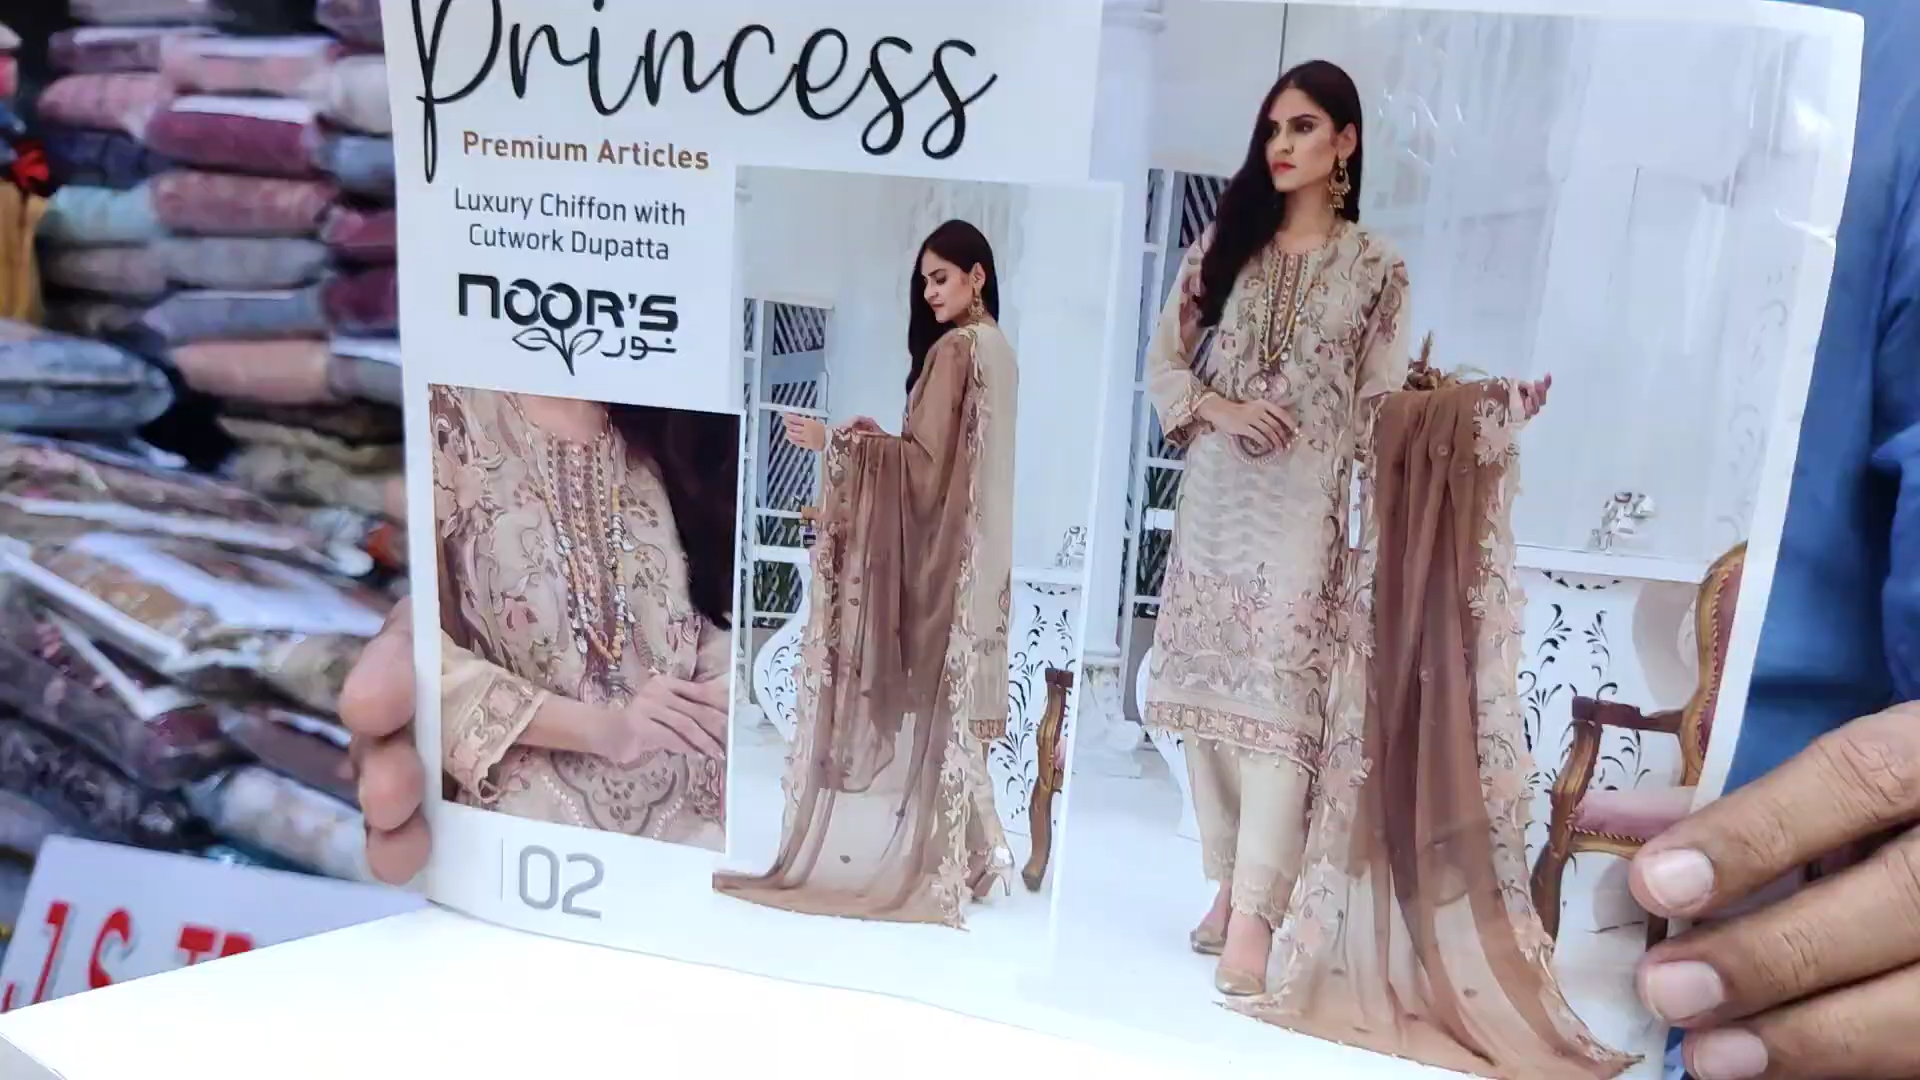 Princess
Premium Articles
Luxury Chiffon with
Cutwork Dupatta
NOOR'S
نور
02
J.S.